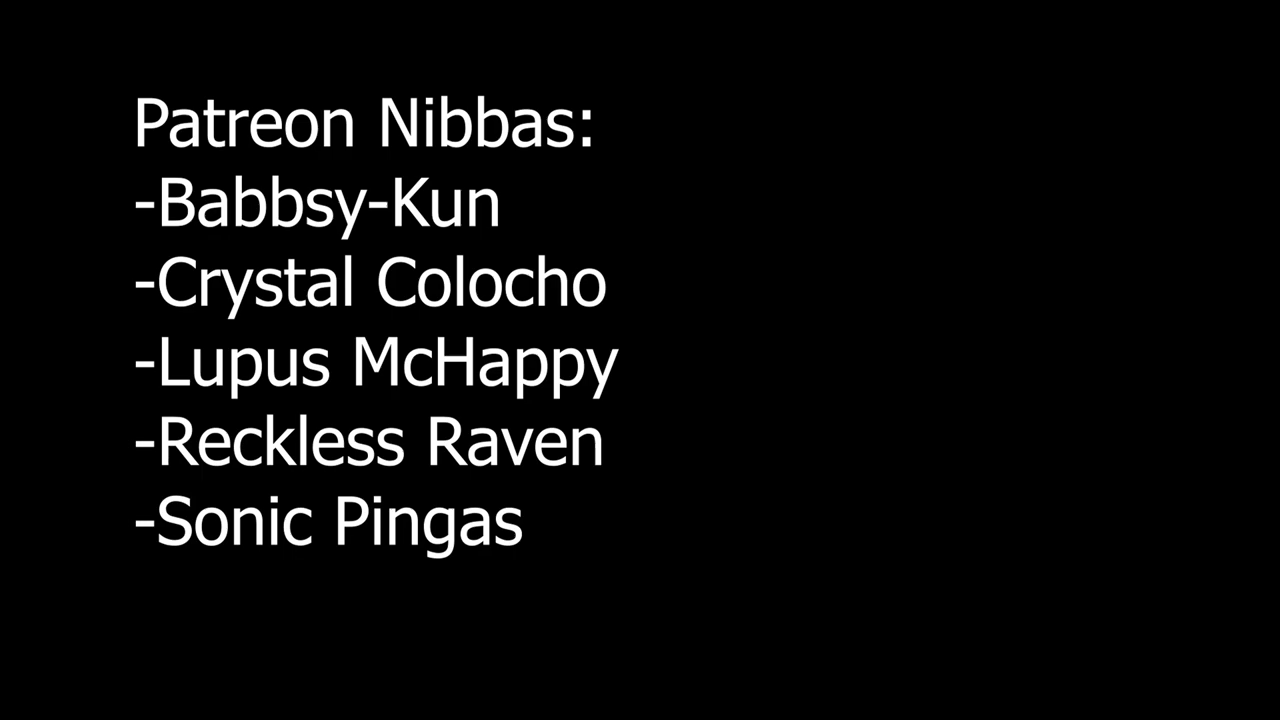 Patreon Nibbas:
-Babbsy-Kun
-Crystal Colocho
-Lupus McHappy
-Reckless Raven
-Sonic Pingas